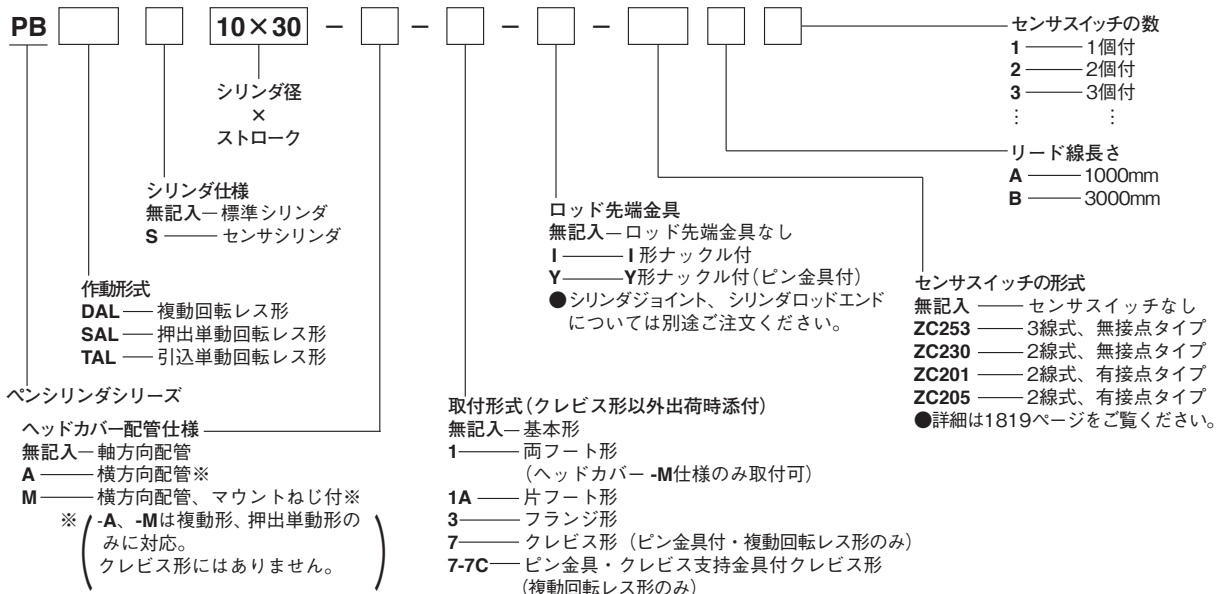 PB 10×30 － － － －
シリンダ径
×
ストローク
シリンダ仕様
無記入─標準シリンダ
S ─── センサシリンダ
作動形式
DAL ── 複動回転レス形
SAL ── 押出単動回転レス形
TAL ── 引込単動回転レス形
ペンシリンダシリーズ
ヘッドカバー配管仕様
無記入─軸方向配管
A ─── 横方向配管※
M ─── 横方向配管、マウントねじ付※
※ -A、-Mは複動形、押出単動形の
みに対応。
クレビス形にはありません。
取付形式(クレビス形以外出荷時添付)
無記入─基本形
1 ─── 両フート形
(ヘッドカバー -M仕様のみ取付可)
1A ─── 片フート形
3 ─── フランジ形
7 ─── クレビス形（ピン金具付・複動回転レス形のみ）
7-7C ── ピン金具・クレビス支持金具付クレビス形
(複動回転レス形のみ)
ロッド先端金具
無記入─ロッド先端金具なし
I ─── I 形ナックル付
Y ─── Y形ナックル付(ピン金具付)
●シリンダジョイント、シリンダロッドエンド
については別途ご注文ください。
センサスイッチの形式
無記入 ─── センサスイッチなし
ZC253 ─── 3線式、無接点タイプ
ZC230 ─── 2線式、無接点タイプ
ZC201 ─── 2線式、有接点タイプ
ZC205 ─── 2線式、有接点タイプ
●詳細は1819ページをご覧ください。
リード線長さ
A ─── 1000mm
B ─── 3000mm
センサスイッチの数
1 ─── 1個付
2 ─── 2個付
3 ─── 3個付
⋮ ⋮